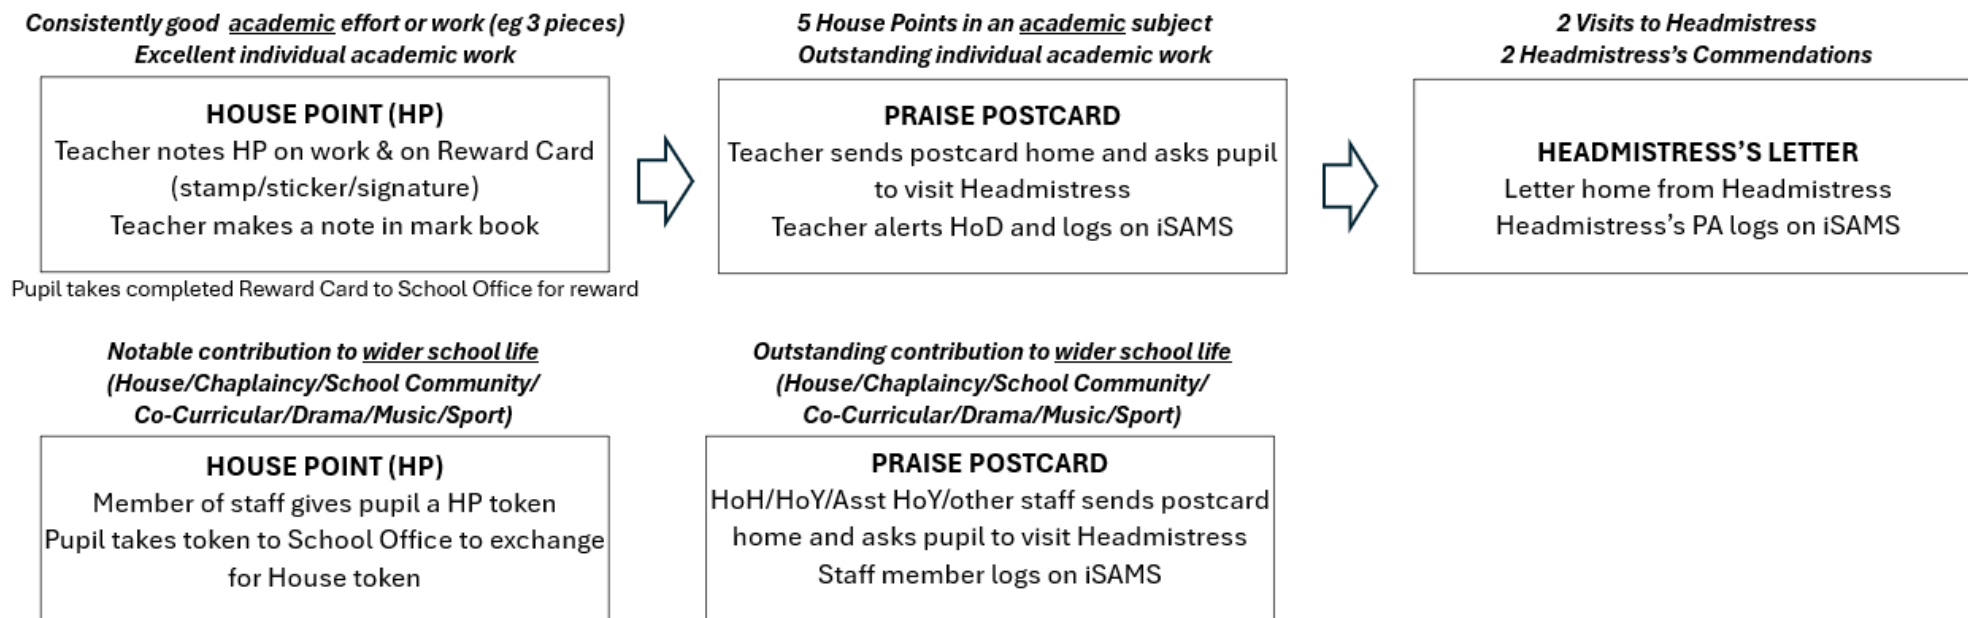 Consistently good academic effort or work (eg 3 pieces)
Excellent individual academic work
HOUSE POINT (HP)
Teacher notes HP on work & on Reward Card
(stamp/sticker/signature)
Teacher makes a note in mark book
Pupil takes completed Reward Card to School Office for reward
5 House Points in an academic subject
Outstanding individual academic work
PRAISE POSTCARD
Teacher sends postcard home and asks pupil
to visit Headmistress
Teacher alerts HoD and logs on iSAMS
2 Visits to Headmistress
2 Headmistress’s Commendations
HEADMISTRESS’S LETTER
Letter home from Headmistress
Headmistress’s PA logs on iSAMS
Notable contribution to wider school life
(House/Chaplaincy/School Community/
Co-Curricular/Drama/Music/Sport)
HOUSE POINT (HP)
Member of staff gives pupil a HP token
Pupil takes token to School Office to exchange
for House token
Outstanding contribution to wider school life
(House/Chaplaincy/School Community/
Co-Curricular/Drama/Music/Sport)
PRAISE POSTCARD
HoH/HoY/Asst HoY/other staff sends postcard
home and asks pupil to visit Headmistress
Staff member logs on iSAMS